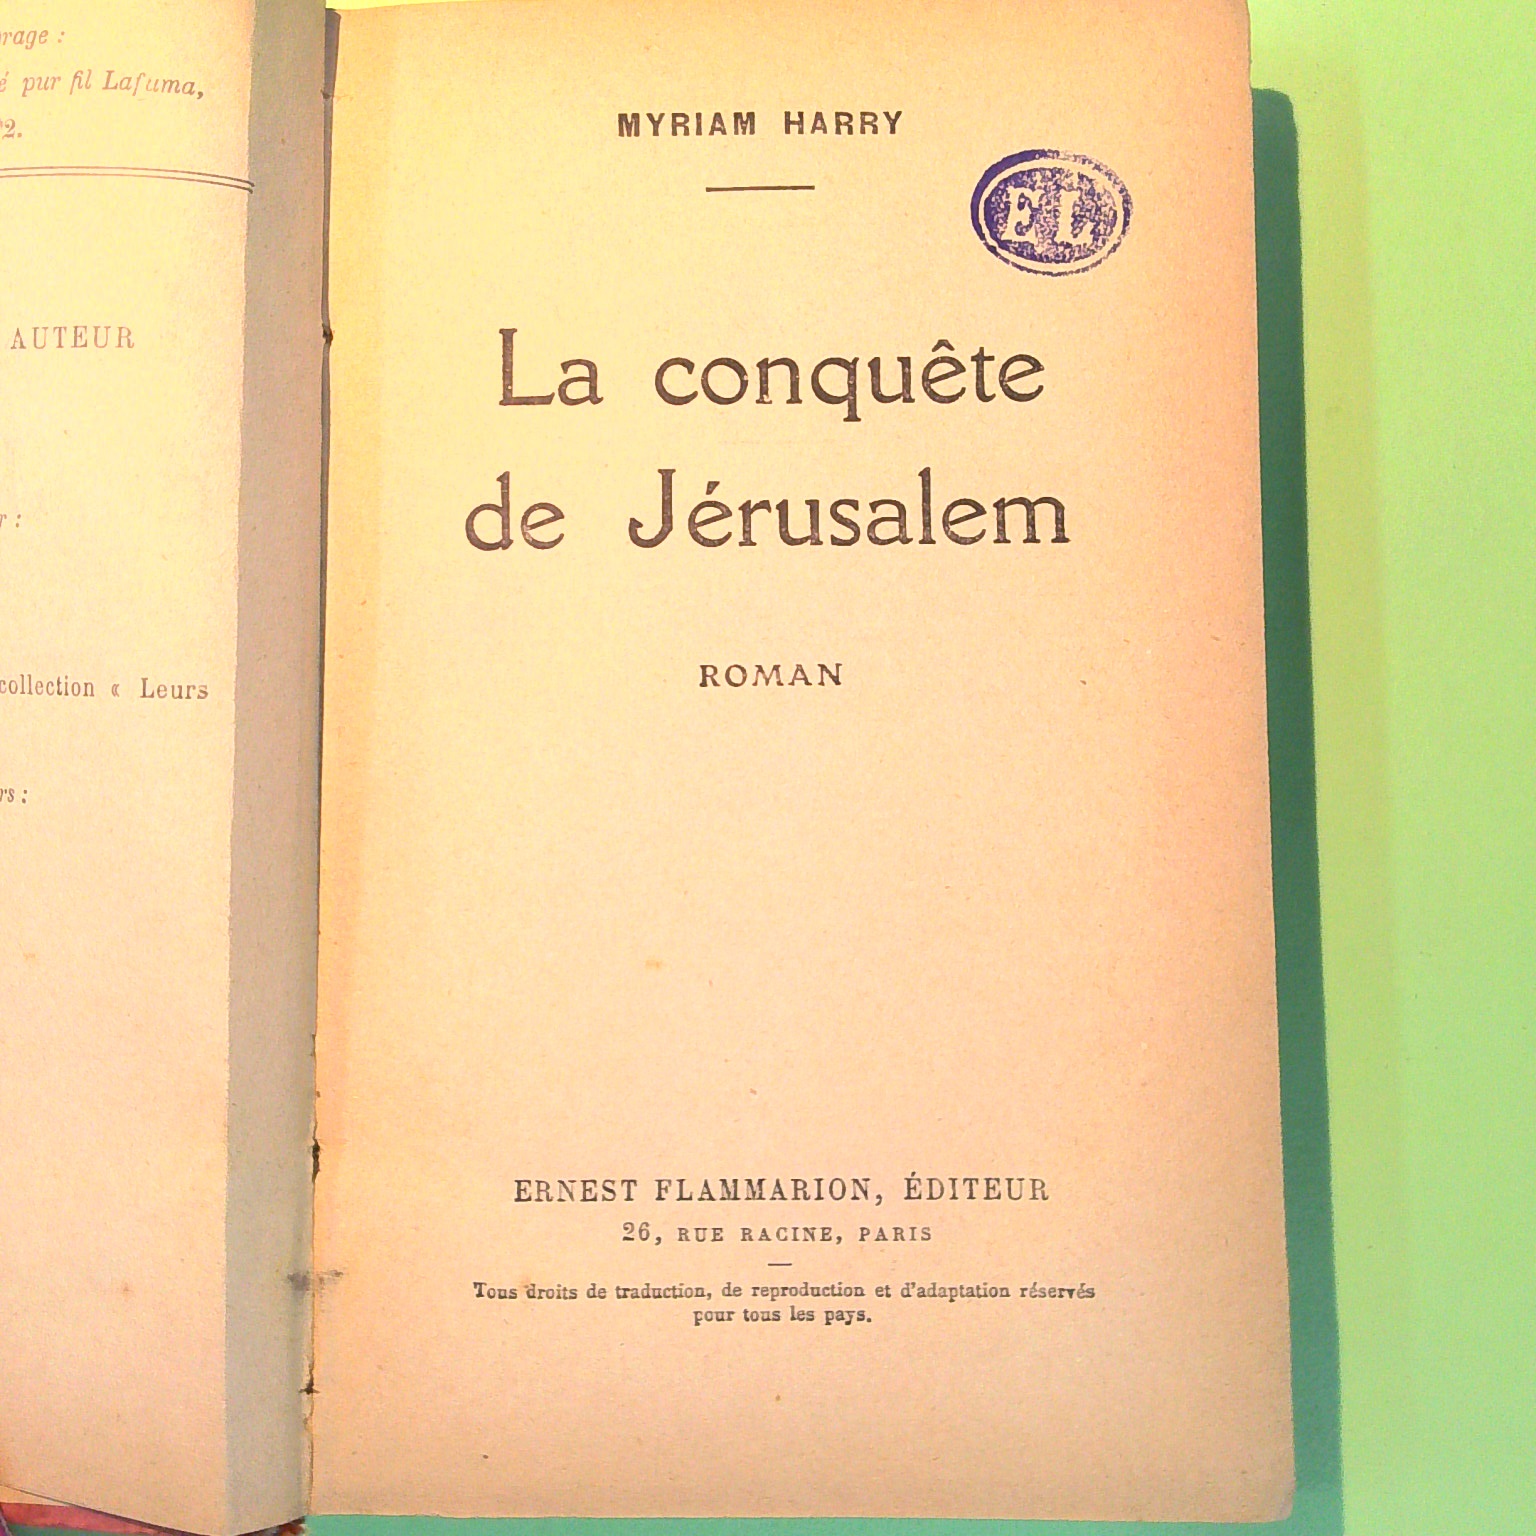 rage :
é pur fil Lafuma,
2.
AUTEUR
r :
collection « Leurs
rs :
MYRIAM HARRY
EL
La conquête
de Jérusalem
ROMAN
ERNEST FLAMMARION, ÉDITEUR
26, RUE RACINE, PARIS
Tous droits de traduction, de reproduction et d'adaptation réservés
pour tous les pays.